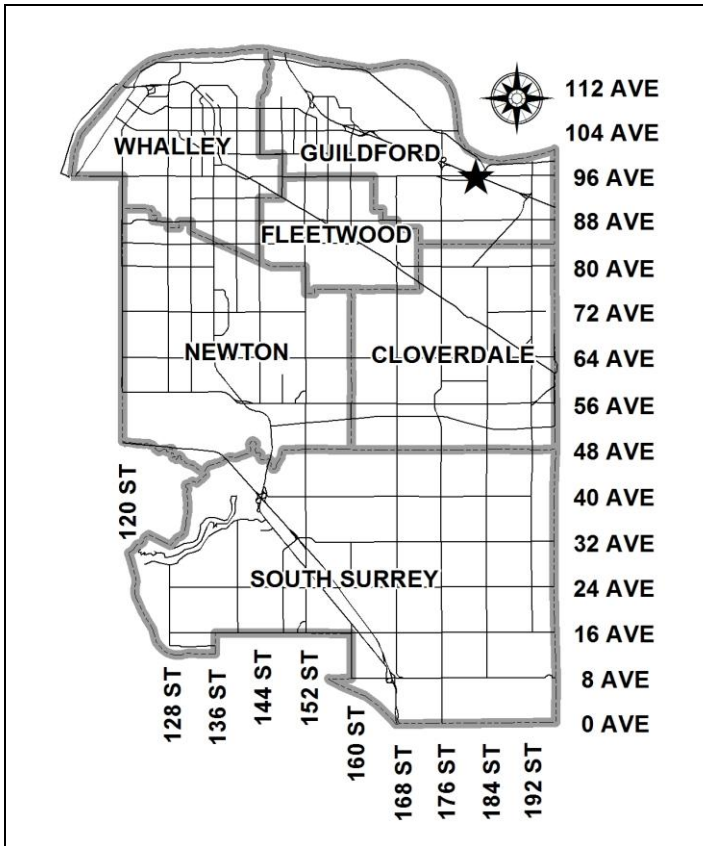 112 AVE
104 AVE
WHALLEY
GUILDFORD
96 AVE
88 AVE
FLEETWOOD
80 AVE
72 AVE
NEWTON
CLOVERDALE
64 AVE
56 AVE
48 AVE
120 ST
40 AVE
32 AVE
SOUTH SURREY
24 AVE
16 AVE
8 AVE
0 AVE
128 ST
136 ST
144 ST
152 ST
160 ST
168 ST
176 ST
184 ST
192 ST